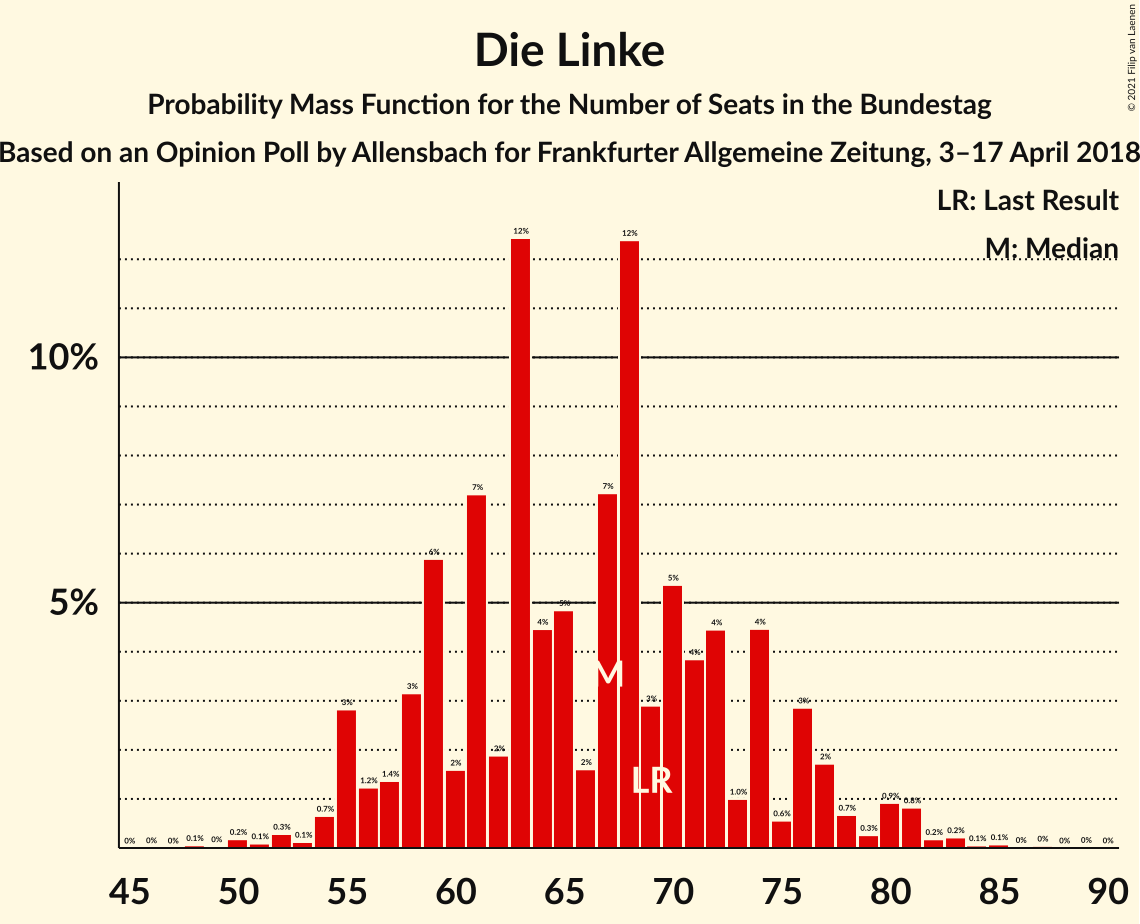 © 2021 Filip van Laenen
Die Linke
Probability Mass Function for the Number of Seats in the Bundestag
Based on an Opinion Poll by Allensbach for Frankfurter Allgemeine Zeitung, 3–17 April 2018
LR: Last Result
M: Median
10%
5%
0% 0% 0% 0.1% 0% 0.2% 0.1% 0.3% 0.1% 0.7% 3% 1.2% 1.4% 3% 6% 2% 7% 2% 12% 4% 5% 2% 7% 12% 3% 5% 4% 4% 1.0% 4% 0.6% 3% 2% 0.7% 0.3% 0.9% 0.8% 0.2% 0.2% 0.1% 0.1% 0% 0% 0% 0% 0%
M
LR
45 50 55 60 65 70 75 80 85 90